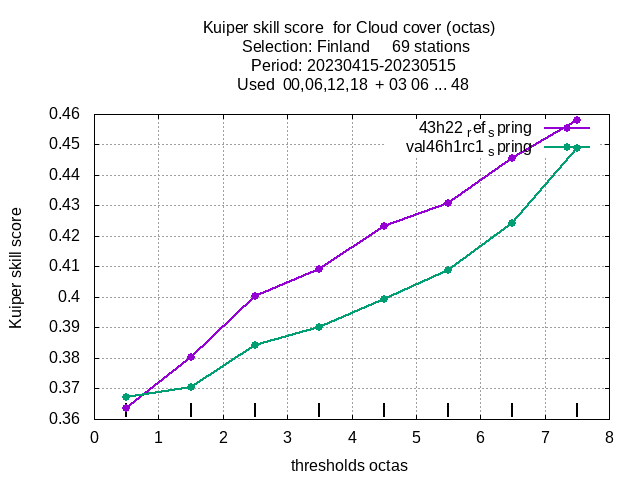 Kuiper skill score for Cloud cover (octas)
Selection: Finland 69 stations
Period: 20230415-20230515
Used 00,06,12,18 + 03 06 ... 48
0.46
43h22 ref spring
0.45
val46h1rc1 spring
0.44
0.43
0.42
0.41
0.4
0.39
0.38
0.37
0.36
Kuiper skill score
0 1 2 3 4 5 6 7 8
thresholds octas